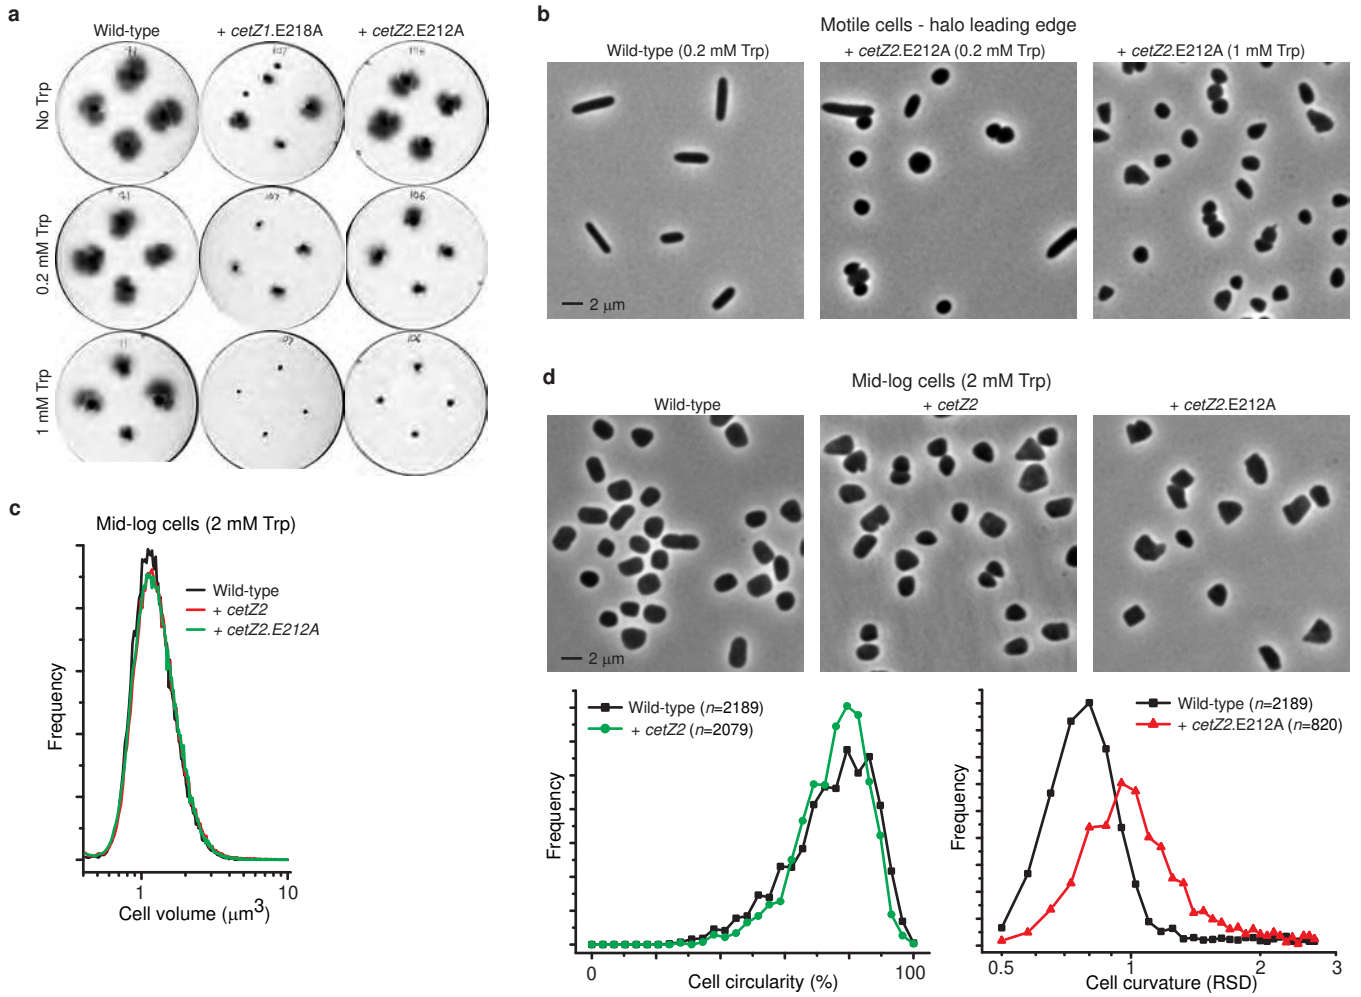 a
Wild-type
+ cetZ1.E218A
+ cetZ2.E212A
No Trp
0.2 mM Trp
1 mM Trp
107
107
106
106
b
Motile cells - halo leading edge
Wild-type (0.2 mM Trp)
+ cetZ2.E212A (0.2 mM Trp)
+ cetZ2.E212A (1 mM Trp)
2 μm
c
Mid-log cells (2 mM Trp)
Wild-type
+ cetZ2
+ cetZ2.E212A
Frequency
1
10
Cell volume (μm3)
d
Mid-log cells (2 mM Trp)
Wild-type
+ cetZ2
+ cetZ2.E212A
2 μm
Wild-type (n=2189)
+ cetZ2 (n=2079)
Frequency
0
100
Cell circularity (%)
Wild-type (n=2189)
+ cetZ2.E212A (n=820)
Frequency
0.5
1
2
3
Cell curvature (RSD)